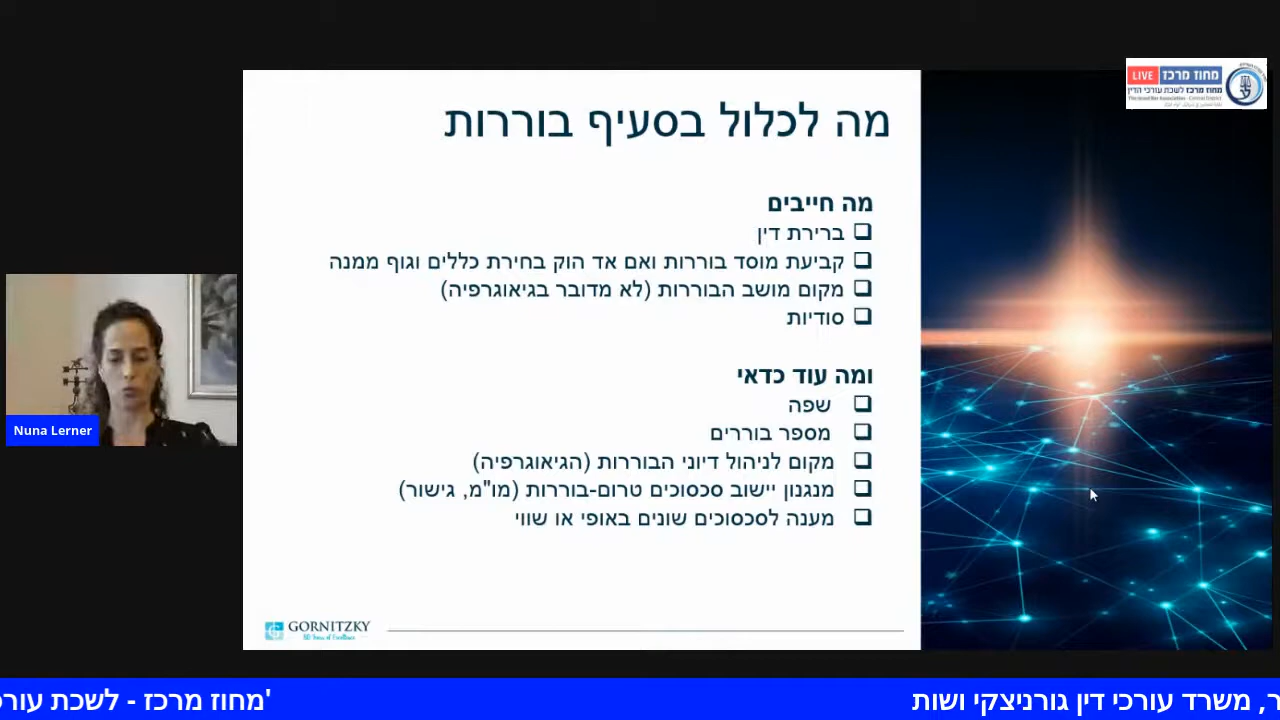 LIVE מחוז מרכז
מחוז מרכז לשכת עורכי הדין
מה לכלול בסעיף בוררות
מה חייבים
ברירת דין
קביעת מוסד בוררות ואם אד הוק בחירת כללים וגוף ממנה
מקום מושב הבוררות (לא מדובר בגיאוגרפיה)
סודיות
ומה עוד כדאי
שפה
מספר בוררים
מקום לניהול דיוני הבוררות (הגיאוגרפיה)
מנגנון יישוב סכסוכים טרום-בוררות (מו"מ, גישור)
מענה לסכסוכים שונים באופי או שווי
Nuna Lerner
GORNITZKY
ר, משרד עורכי דין גורניצקי ושות
'מחוז מרכז - לשכת עורכ